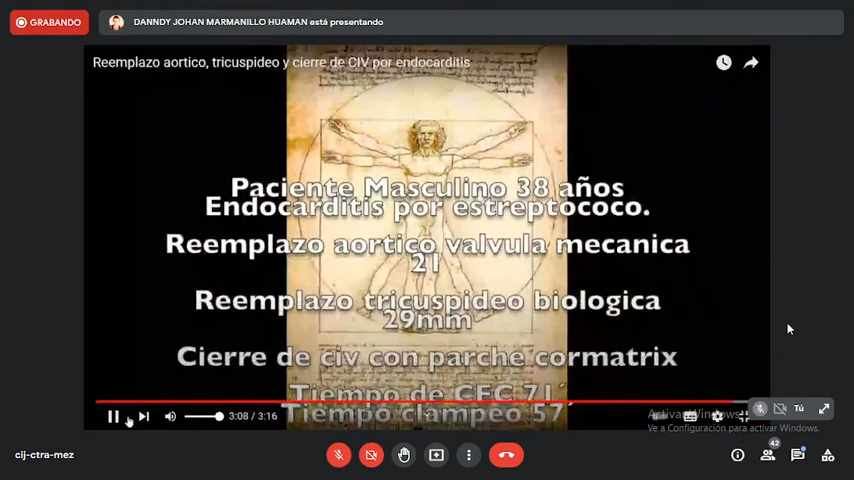 GRABANDO
DANNDY JOHAN MARMANILLO HUAMAN está presentando
Reemplazo aortico, tricuspideo y cierre de CIV por endocarditis
Paciente Masculino 38 años
Endocarditis por estreptococo.
Reemplazo aortico valvula mecanica
21
Reemplazo tricuspideo biologica
29mm
Cierre de civ con parche cormatrix
Tiempo de CEC 71´
Tiempo clampeo 57´
3:08 / 3:16
Tú
Activar Windows
Ve a Configuración para activar Windows.
cij-ctra-mez
42